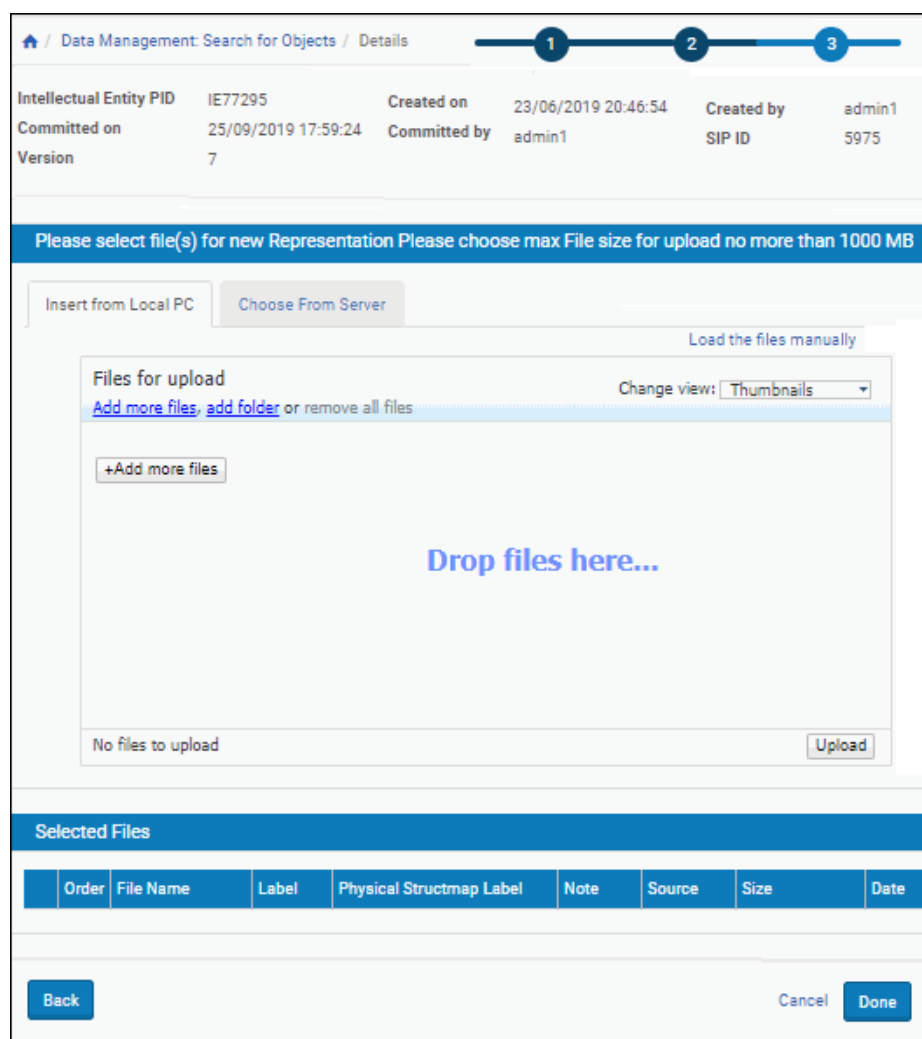 / Data Management: Search for Objects / Details 1 2 3
Intellectual Entity PID IE77295 Created on 23/06/2019 20:46:54 Created by admin1
Committed on 25/09/2019 17:59:24 Committed by admin1 SIP ID 5975
Version 7
Please select file(s) for new Representation Please choose max File size for upload no more than 1000 MB
Insert from Local PC Choose From Server
Load the files manually
Files for upload
Change view: Thumbnails
Add more files, add folder or remove all files
+Add more files
Drop files here...
No files to upload Upload
Selected Files
Order File Name Label Physical Structmap Label Note Source Size Date
Back Cancel Done